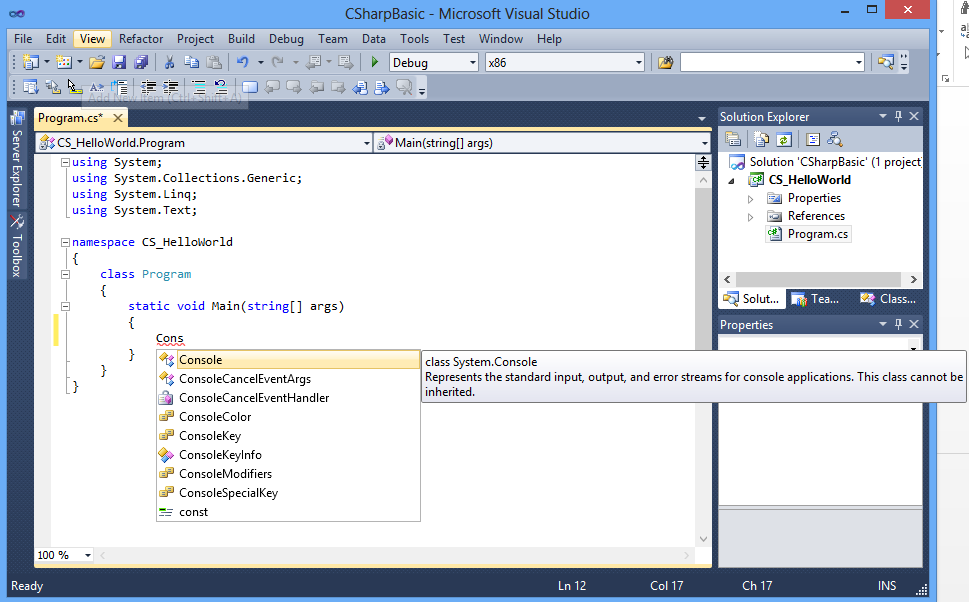 CSharpBasic - Microsoft Visual Studio
File Edit View Refactor Project Build Debug Team Data Tools Test Window Help
Debug x86
Add New Item (Ctrl+Shift+A)
Server Explorer
Toolbox
Program.cs*
CS_HelloWorld.Program Main(string[] args)
using System;
using System.Collections.Generic;
using System.Linq;
using System.Text;
namespace CS_HelloWorld
{
class Program
{
static void Main(string[] args)
{
Cons
}
}
}
Console
ConsoleCancelEventArgs
ConsoleCancelEventHandler
ConsoleColor
ConsoleKey
ConsoleKeyInfo
ConsoleModifiers
ConsoleSpecialKey
const
class System.Console
Represents the standard input, output, and error streams for console applications. This class cannot be
inherited.
Solution Explorer
Solution 'CSharpBasic' (1 project
CS_HelloWorld
Properties
References
Program.cs
Solut... Tea... Class...
Properties
100 %
Ready Ln 12 Col 17 Ch 17 INS